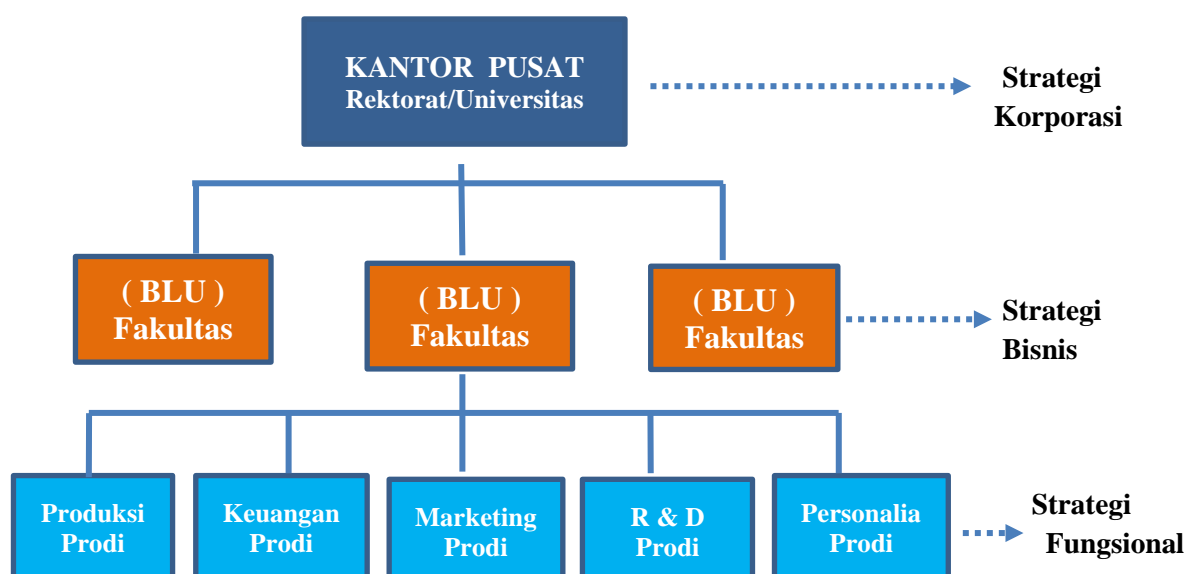 KANTOR PUSAT
Rektorat/Universitas
Strategi
Korporasi
( BLU )
Fakultas
( BLU )
Fakultas
( BLU )
Fakultas
Strategi
Bisnis
Produksi
Prodi
Keuangan
Prodi
Marketing
Prodi
R & D
Prodi
Personalia
Prodi
Strategi
Fungsional